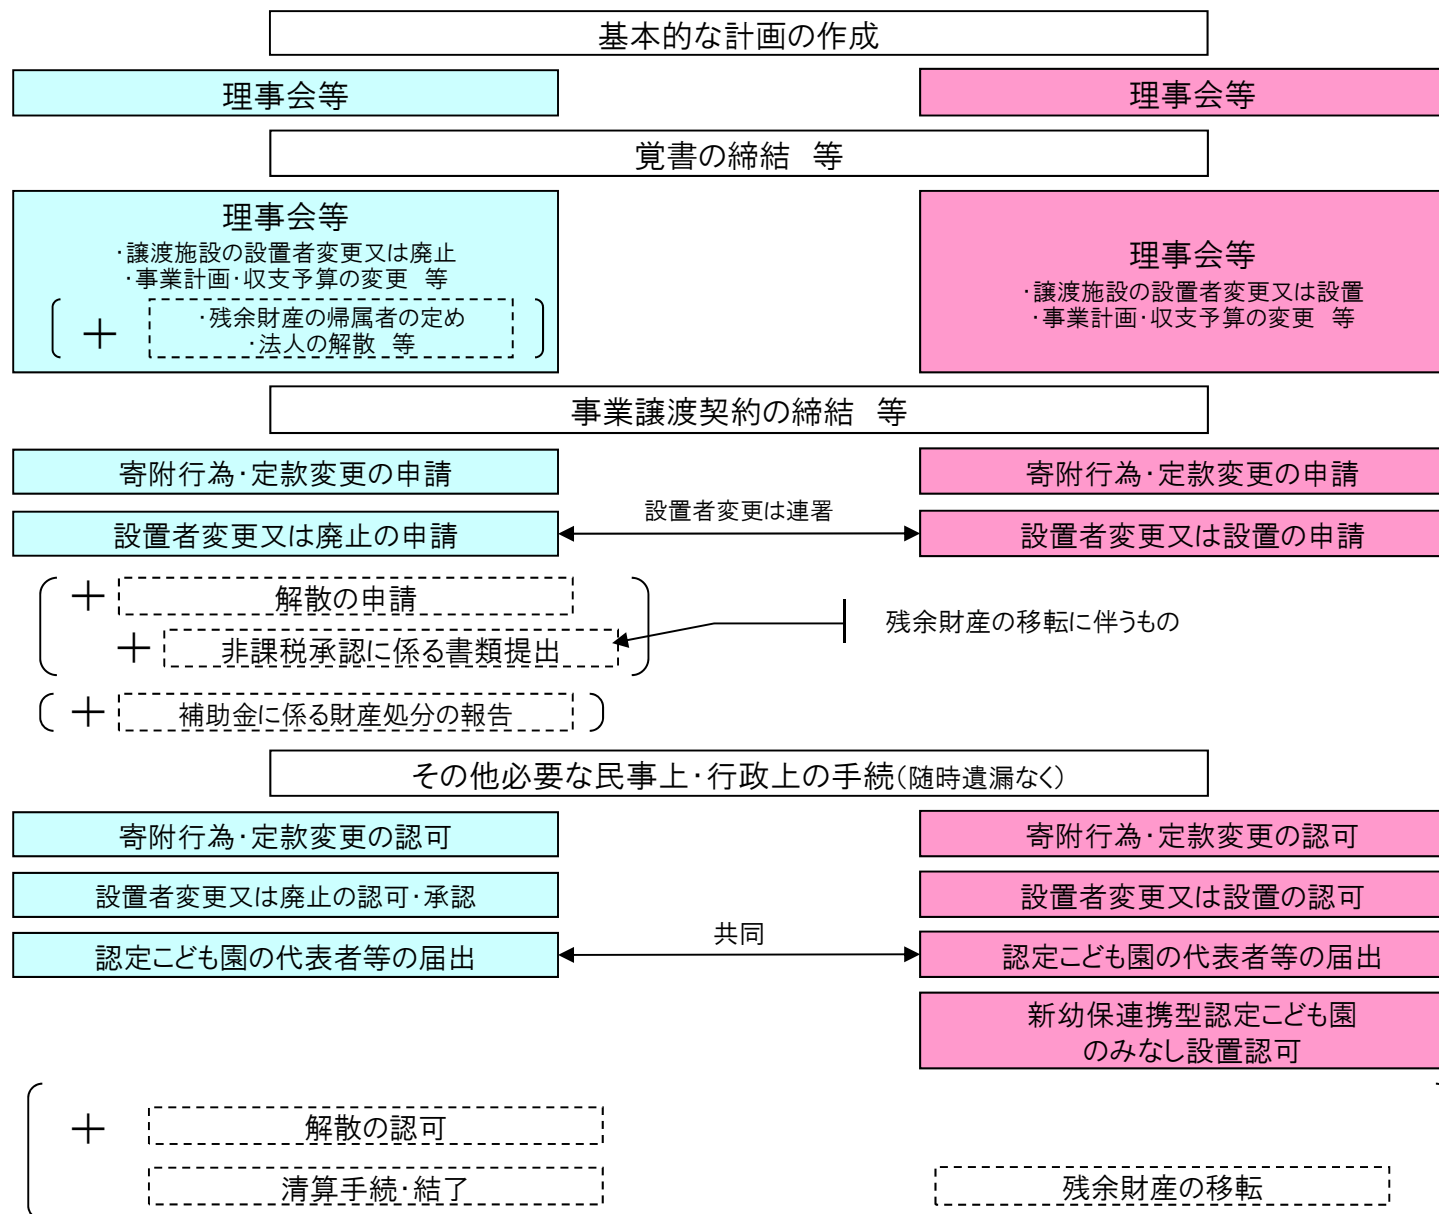 基本的な計画の作成
理事会等
理事会等
覚書の締結　等
理事会等
・譲渡施設の設置者変更又は廃止
・事業計画・収支予算の変更　等
＋
・残余財産の帰属者の定め
・法人の解散　等
理事会等
・譲渡施設の設置者変更又は設置
・事業計画・収支予算の変更　等
事業譲渡契約の締結　等
寄附行為・定款変更の申請
寄附行為・定款変更の申請
設置者変更又は廃止の申請
設置者変更は連署
設置者変更又は設置の申請
＋
解散の申請
＋
非課税承認に係る書類提出
残余財産の移転に伴うもの
＋
補助金に係る財産処分の報告
その他必要な民事上・行政上の手続(随時遺漏なく)
寄附行為・定款変更の認可
寄附行為・定款変更の認可
設置者変更又は廃止の認可・承認
設置者変更又は設置の認可
認定こども園の代表者等の届出
共同
認定こども園の代表者等の届出
新幼保連携型認定こども園
のみなし設置認可
＋
解散の認可
清算手続・結了
残余財産の移転